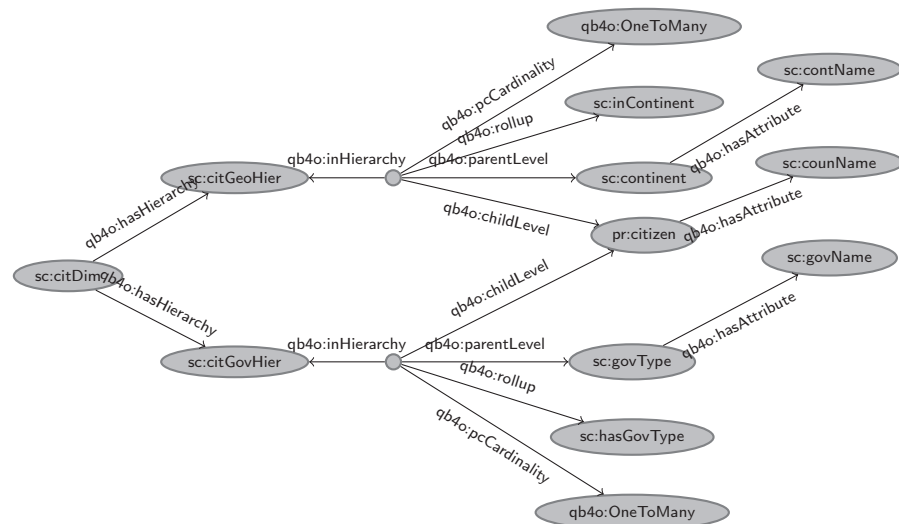 qb4o:OneToMany
sc:contName
qb4o:pcCardinality
sc:inContinent
qb4o:rollup
qb4o:hasAttribute
qb4o:inHierarchy
qb4o:parentLevel
sc:citGeoHier
sc:continent
sc:counName
qb4o:hasHierarchy
qb4o:childLevel
pr:citizen
qb4o:hasAttribute
sc:citDim
qb4o:hasHierarchy
qb4o:childLevel
sc:govName
qb4o:inHierarchy
qb4o:parentLevel
qb4o:hasAttribute
sc:citGovHier
sc:govType
qb4o:rollup
qb4o:pcCardinality
sc:hasGovType
qb4o:OneToMany